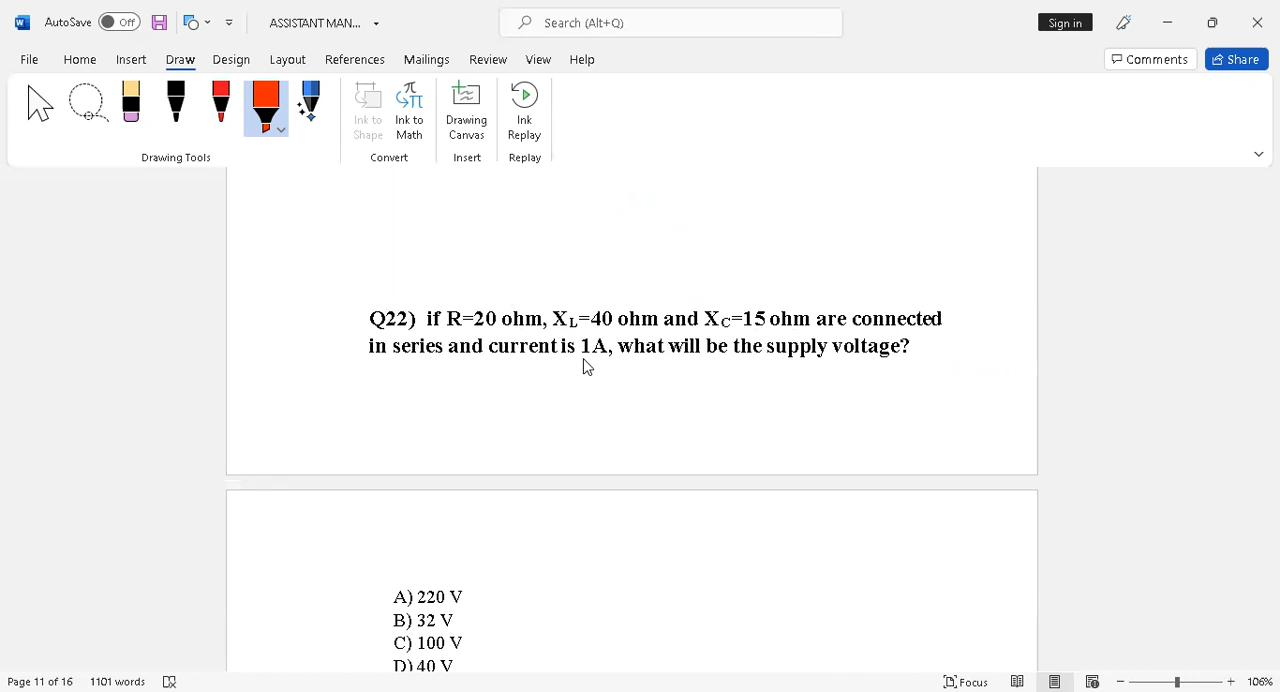 AutoSave Off ASSISTANT MAN... Search (Alt+Q) Sign in
File Home Insert Draw Design Layout References Mailings Review View Help Comments Share
Ink to Shape
Ink to Math
Drawing Canvas
Ink Replay
Drawing Tools Convert Insert Replay
Q22) if R=20 ohm, XL=40 ohm and XC=15 ohm are connected
in series and current is 1A, what will be the supply voltage?
A) 220 V
B) 32 V
C) 100 V
D) 40 V
Page 11 of 16 1101 words Focus 106%